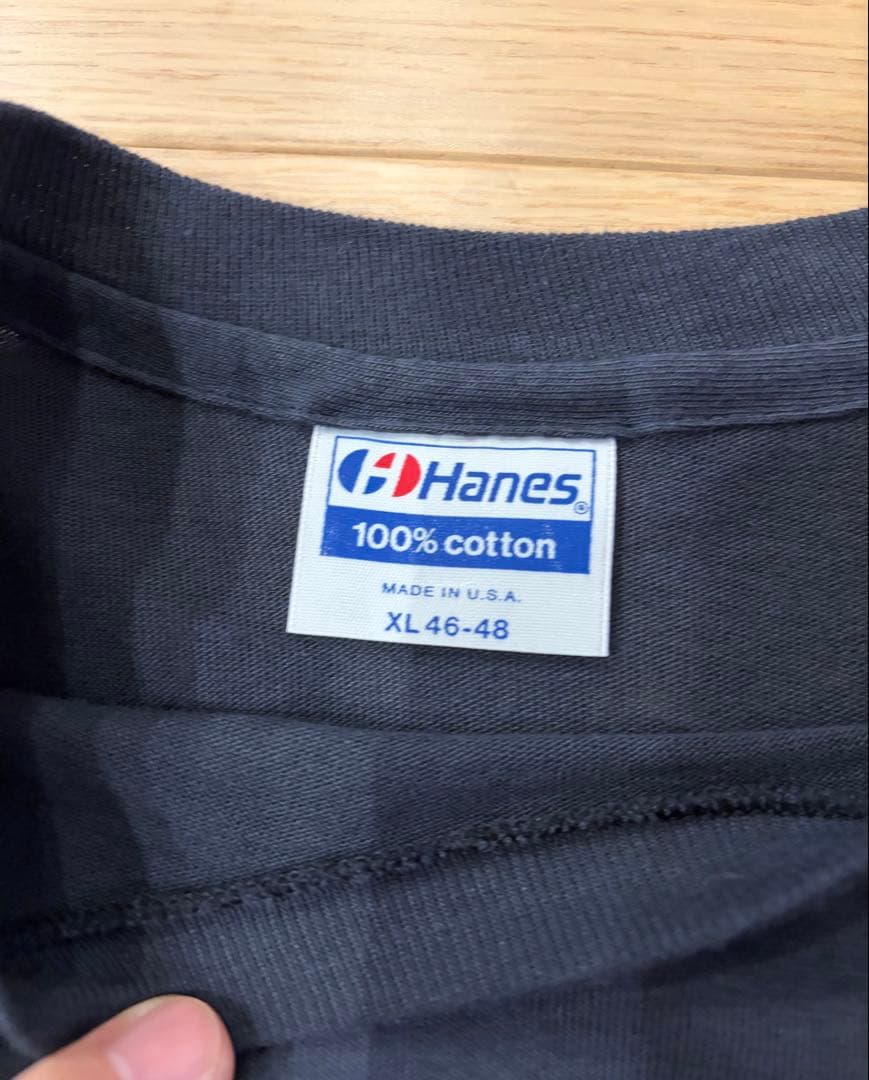 Hanes®
100% cotton
MADE IN U.S.A.
XL 46-48